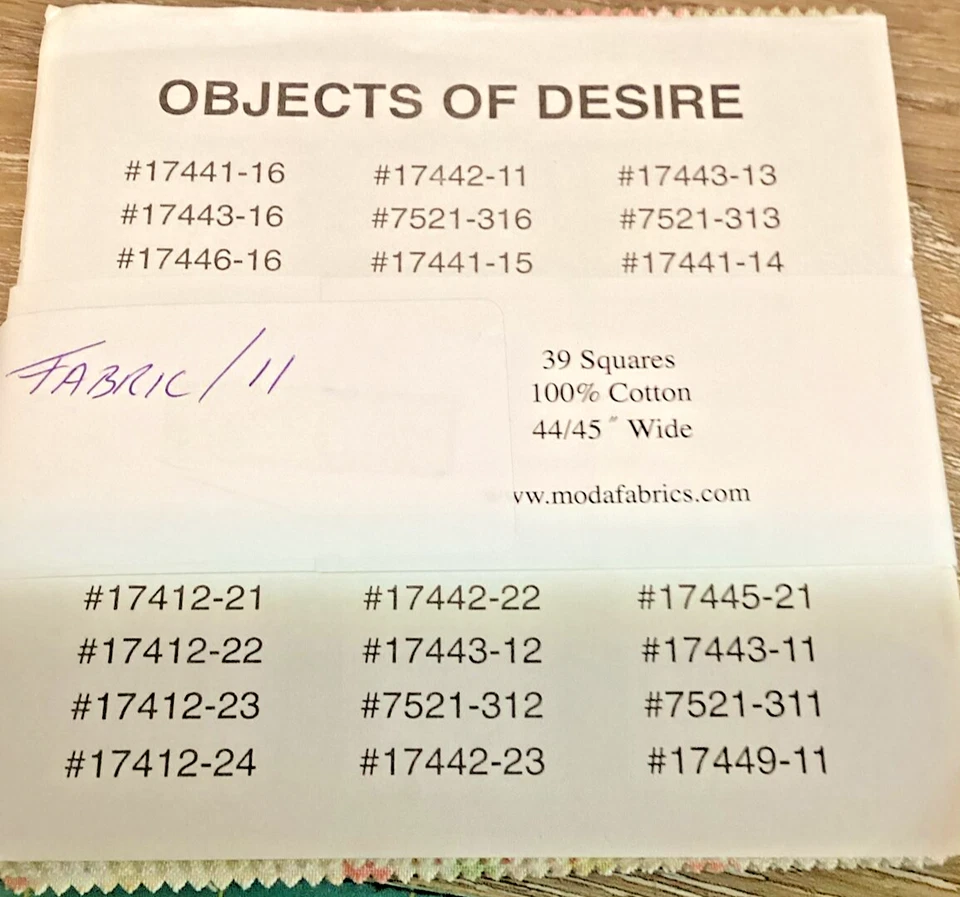 OBJECTS OF DESIRE
#17441-16 #17442-11 #17443-13
#17443-16 #7521-316 #7521-313
#17446-16 #17441-15 #17441-14
FABRIC/11
39 Squares
100% Cotton
44/45" Wide
vw.modafabrics.com
#17412-21 #17442-22 #17445-21
#17412-22 #17443-12 #17443-11
#17412-23 #7521-312 #7521-311
#17412-24 #17442-23 #17449-11